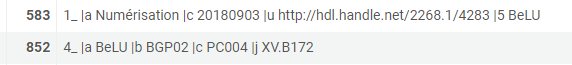 583 1_ |a Numérisation |c 20180903 |u http://hdl.handle.net/2268.1/4283 |5 BeLU
852 4_ |a BeLU |b BGP02 |c PC004 |j XV.B172